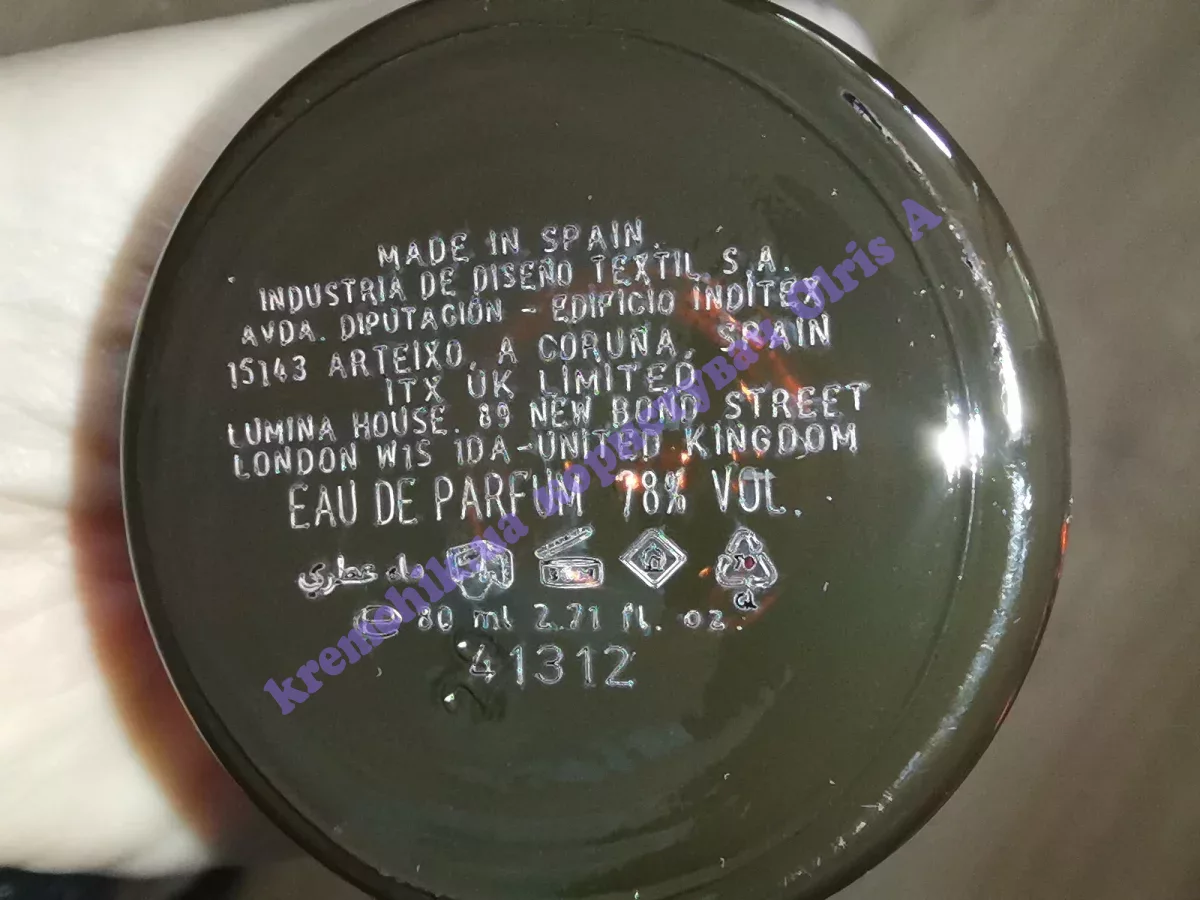 MADE IN SPAIN.
INDUSTRIA DE DISEÑO TEXTIL, S.A.
AVDA. DIPUTACIÓN - EDIFICIO INDITEX
15143 ARTEIXO, A CORUÑA, SPAIN
ITX UK LIMITED
LUMINA HOUSE. 89 NEW BOND STREET
LONDON W1S 1DA-UNITED KINGDOM
EAU DE PARFUM 78% VOL.
ماء عطري
80 ml 2.71 fl. oz.
41312
kremchik
Clris A